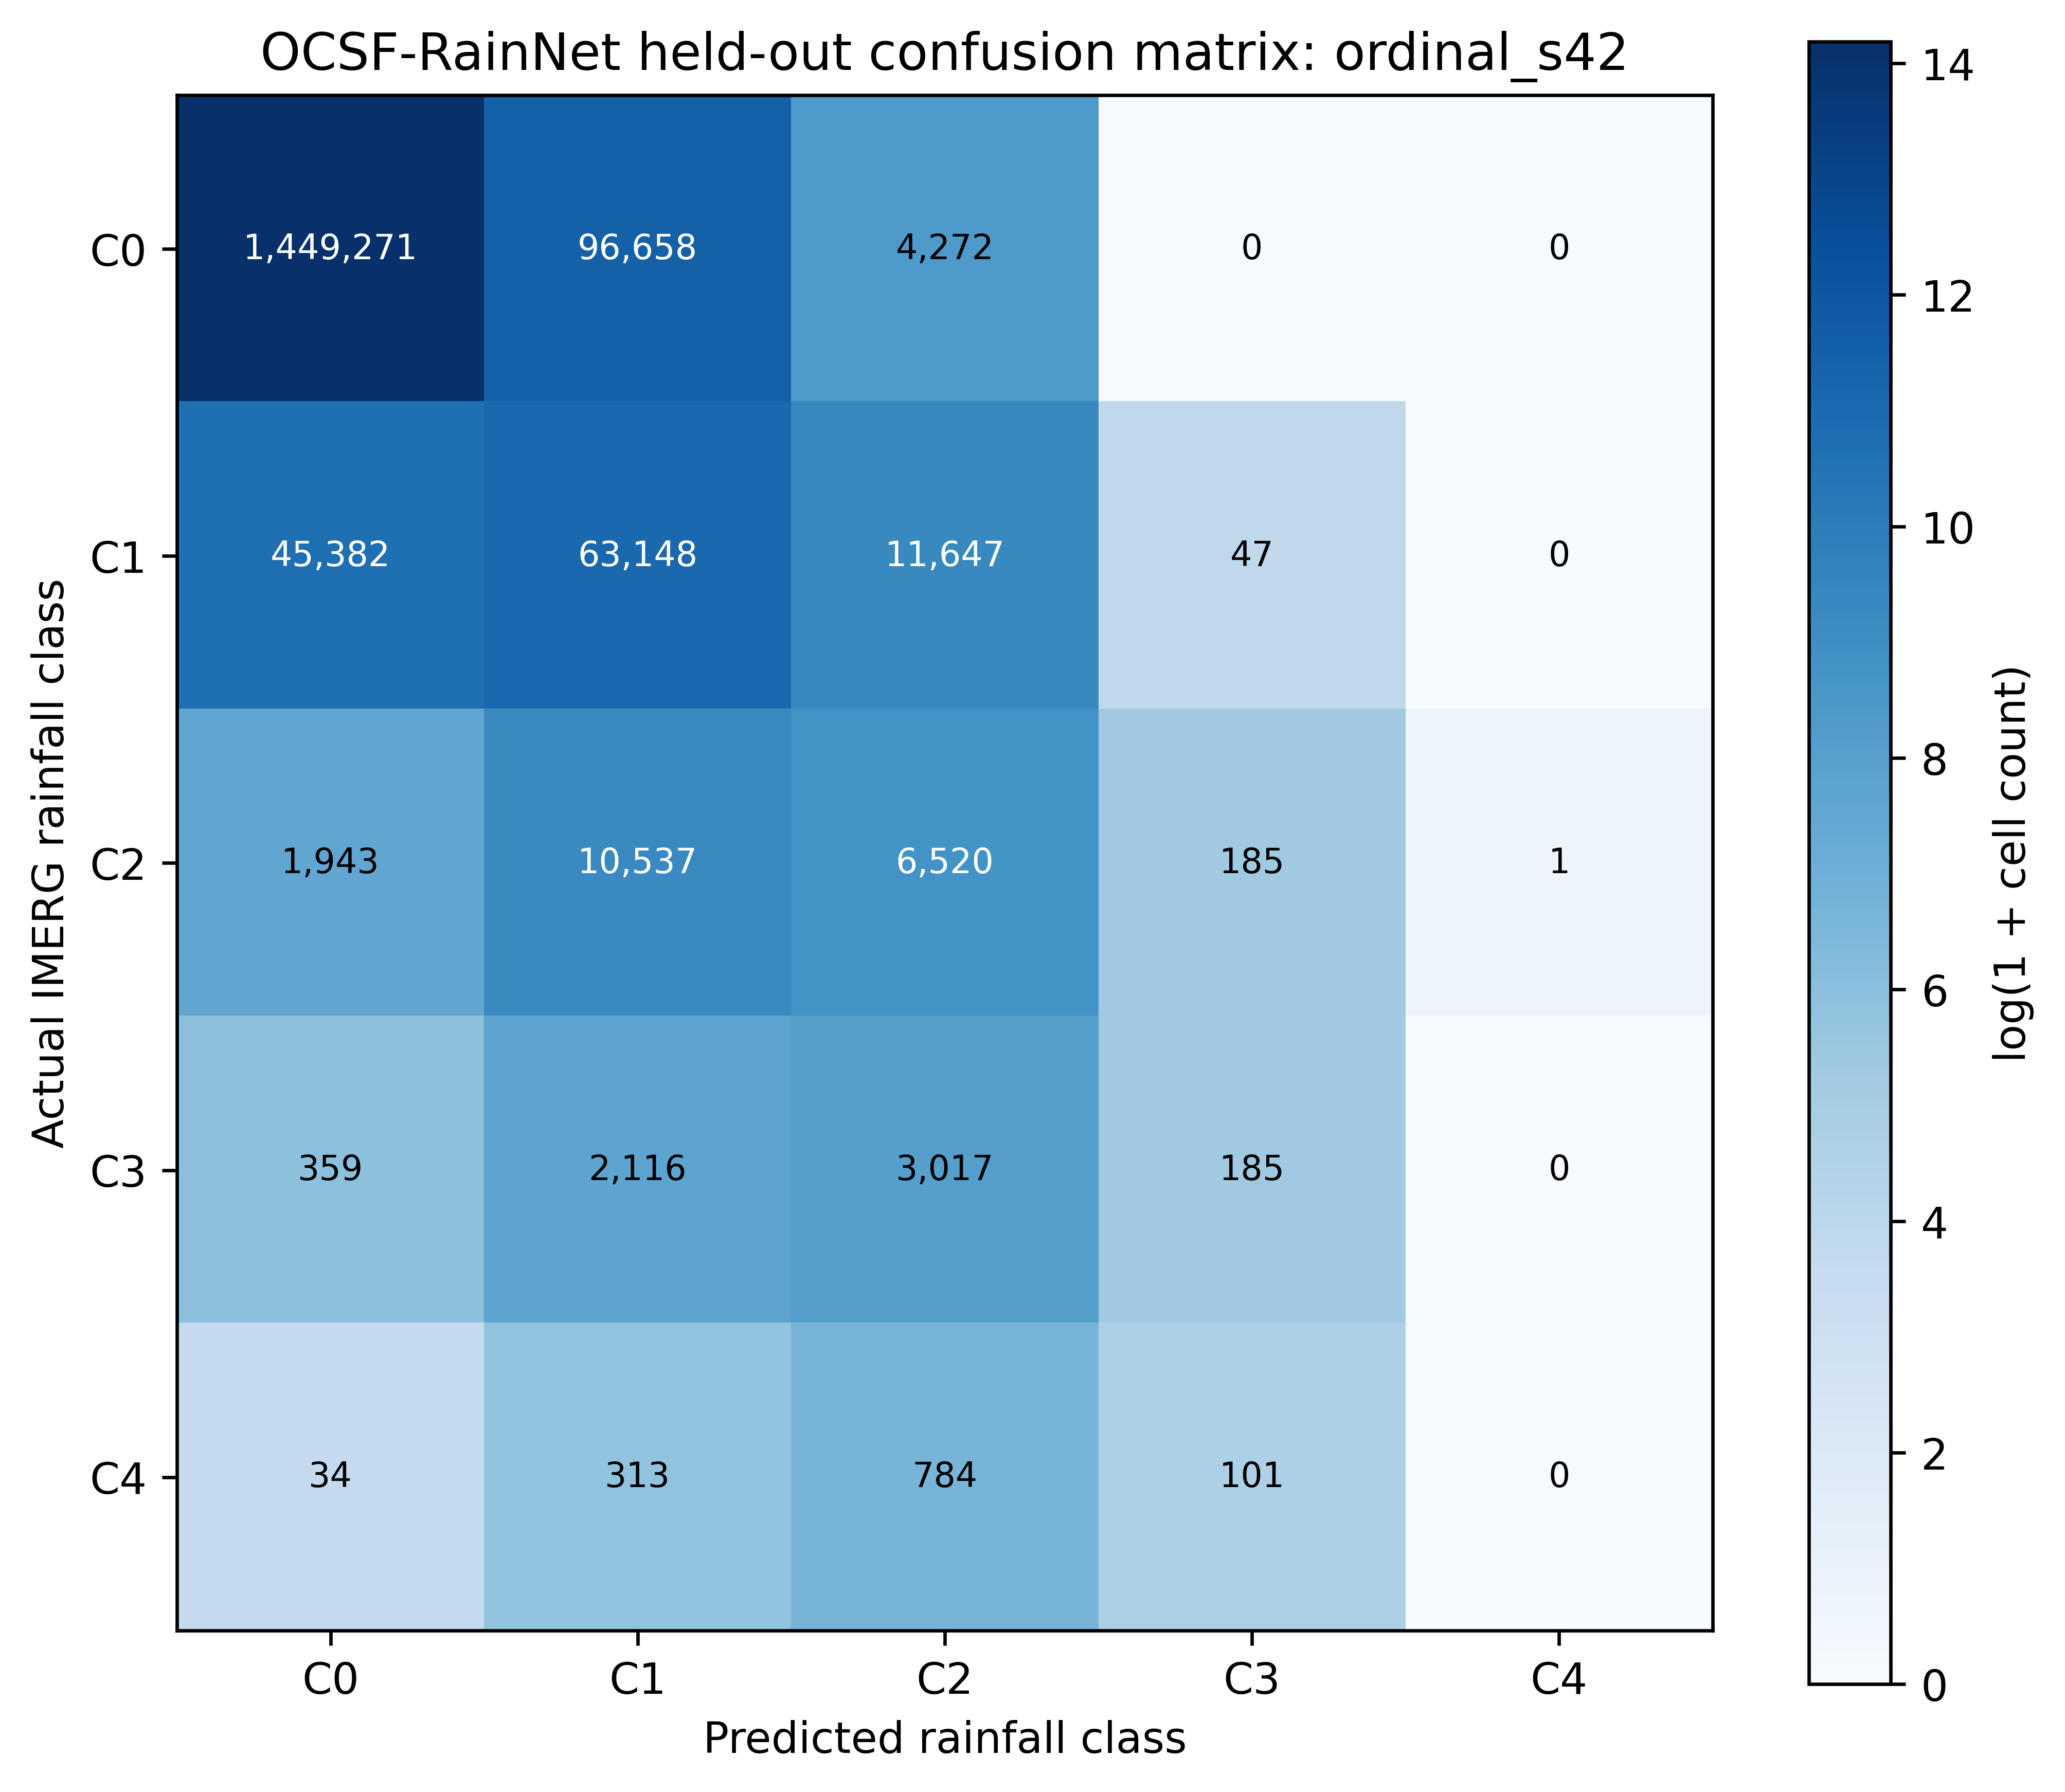 OCSF-RainNet held-out confusion matrix: ordinal_s42
Actual IMERG rainfall class
C0 1,449,271 96,658 4,272 0 0
C1 45,382 63,148 11,647 47 0
C2 1,943 10,537 6,520 185 1
C3 359 2,116 3,017 185 0
C4 34 313 784 101 0
C0 C1 C2 C3 C4
Predicted rainfall class
14
12
10
8
6
4
2
0
log(1 + cell count)